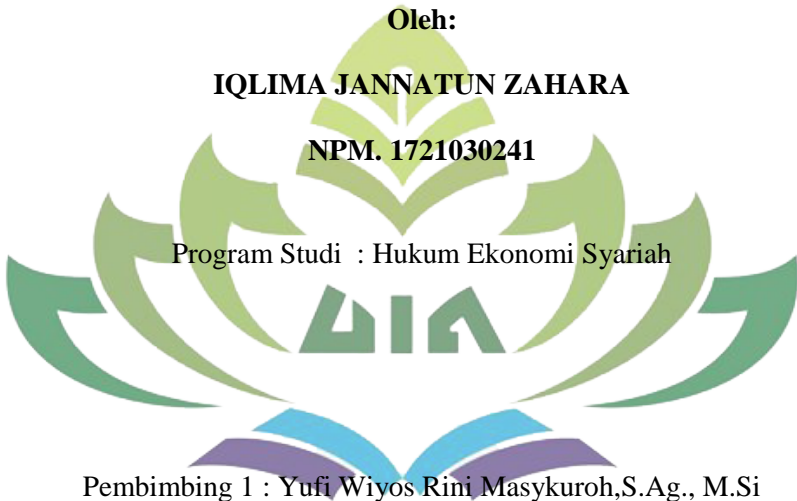 Oleh:
IQLIMA JANNATUN ZAHARA
NPM. 1721030241
Program Studi : Hukum Ekonomi Syariah
UIN
Pembimbing 1 : Yufi Wiyos Rini Masykuroh,S.Ag., M.Si